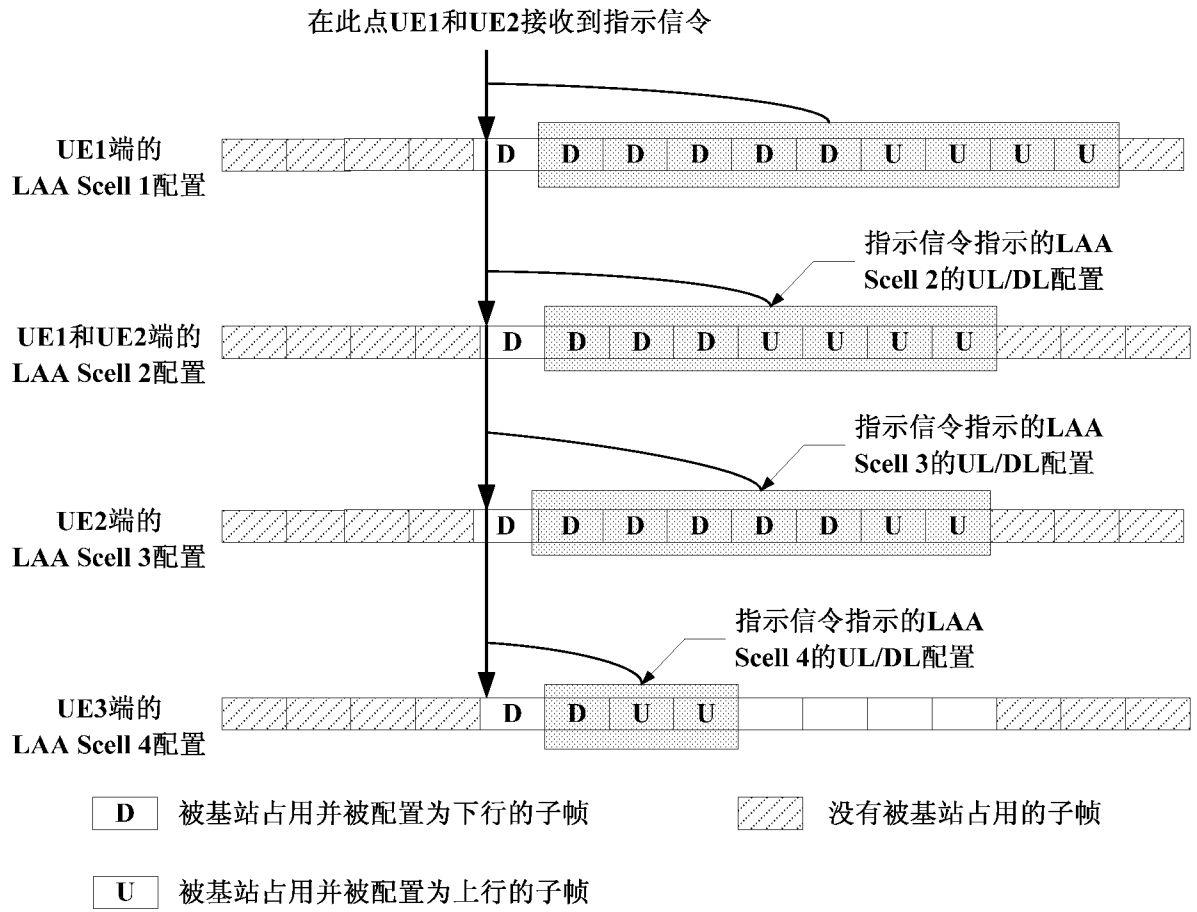 在此点UE1和UE2接收到指示信令
UE1端的
LAA Scell 1配置
D D D D D D U U U U
指示信令指示的LAA
Scell 2的UL/DL配置
UE1和UE2端的
LAA Scell 2配置
D D D D U U U U
指示信令指示的LAA
Scell 3的UL/DL配置
UE2端的
LAA Scell 3配置
D D D D D D U U
指示信令指示的LAA
Scell 4的UL/DL配置
UE3端的
LAA Scell 4配置
D D U U
D 被基站占用并被配置为下行的子帧
没有被基站占用的子帧
U 被基站占用并被配置为上行的子帧